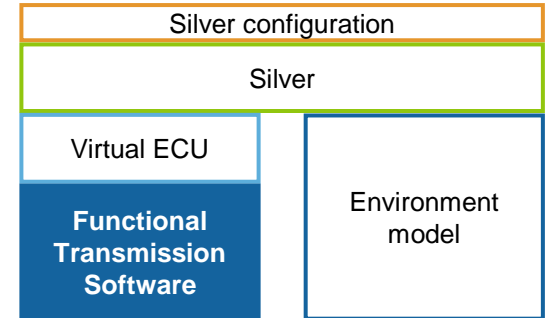 Silver configuration
Silver
Virtual ECU
Functional
Transmission
Software
Environment
model